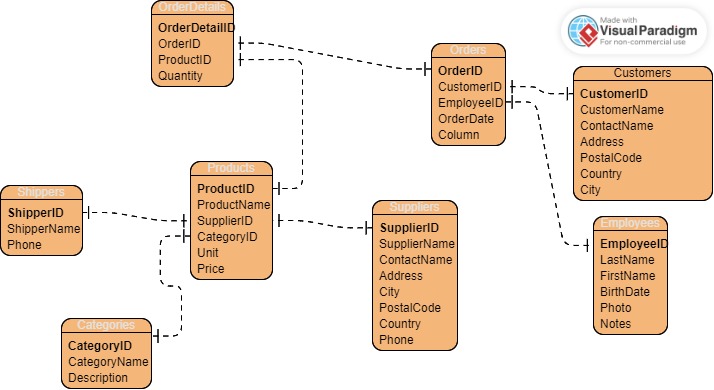 OrderDetails
OrderDetailID
OrderID
ProductID
Quantity
Made with
Visual Paradigm
For non-commercial use
Orders
OrderID
CustomerID
EmployeeID
OrderDate
Column
Customers
CustomerID
CustomerName
ContactName
Address
PostalCode
Country
City
Products
ProductID
ProductName
SupplierID
CategoryID
Unit
Price
Shippers
ShipperID
ShipperName
Phone
Suppliers
SupplierID
SupplierName
ContactName
Address
City
PostalCode
Country
Phone
Employees
EmployeeID
LastName
FirstName
BirthDate
Photo
Notes
Categories
CategoryID
CategoryName
Description